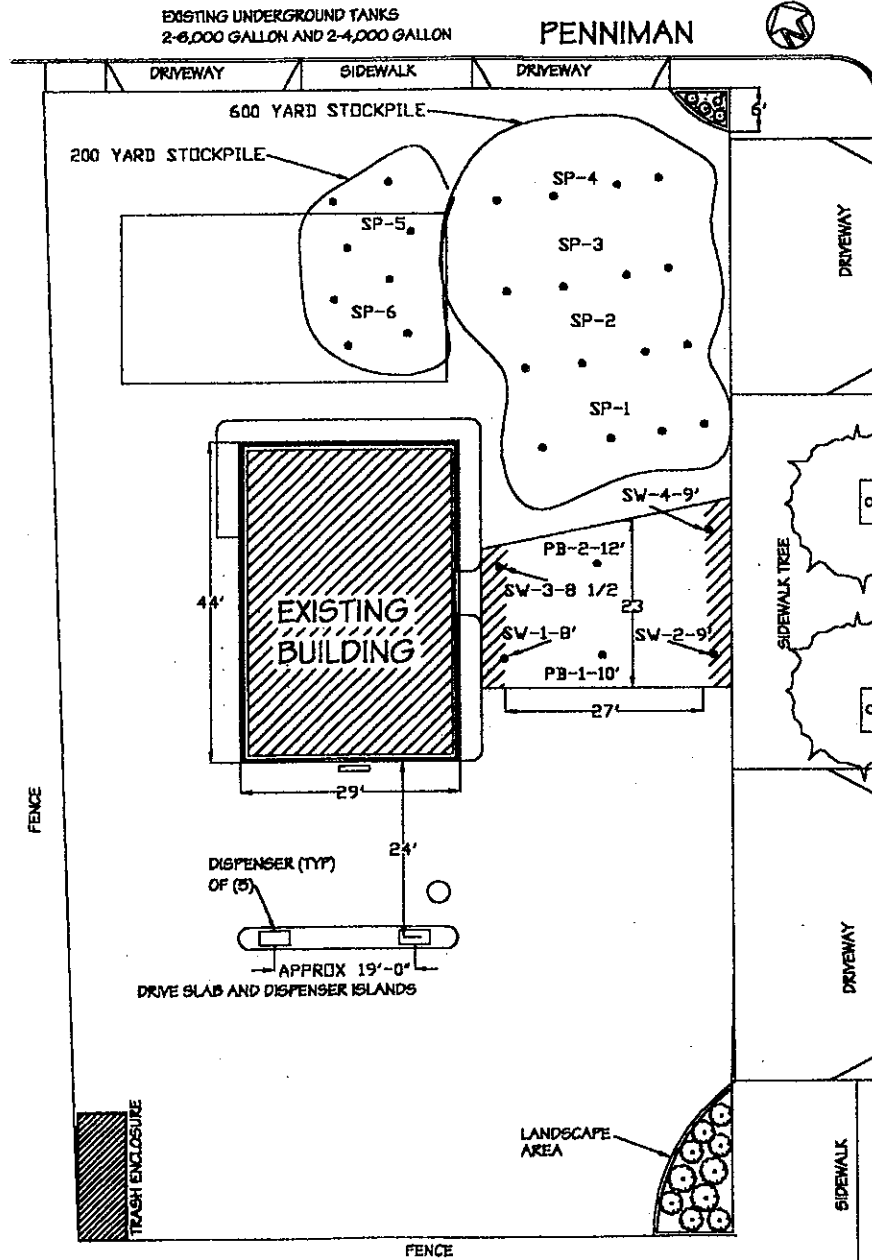 EXISTING UNDERGROUND TANKS
2-6,000 GALLON AND 2-4,000 GALLON
PENNIMAN
DRIVEWAY
SIDEWALK
DRIVEWAY
600 YARD STOCKPILE
6'
200 YARD STOCKPILE
SP-4
SP-5
SP-3
DRIVEWAY
SP-6
SP-2
SP-1
SW-4-9'
PB-2-12'
SW-3-8 1/2
44'
EXISTING
BUILDING
23
SIDEWALK TREE
SW-1-8'
SW-2-9'
PB-1-10'
27'
29'
FENCE
24'
DISPENSER (TYP)
OF (5)
APPROX 19'-0"
DRIVE SLAB AND DISPENSER ISLANDS
DRIVEWAY
TRASH ENCLOSURE
LANDSCAPE
AREA
SIDEWALK
FENCE